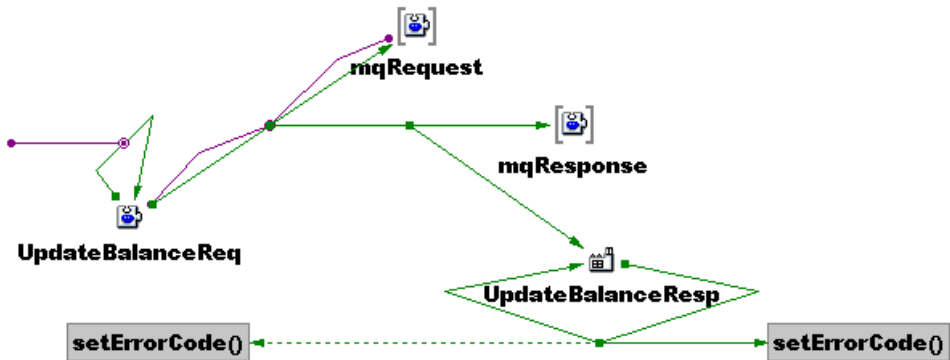 mqRequest
mqResponse
UpdateBalanceReq
UpdateBalanceResp
setErrorCode()
setErrorCode()